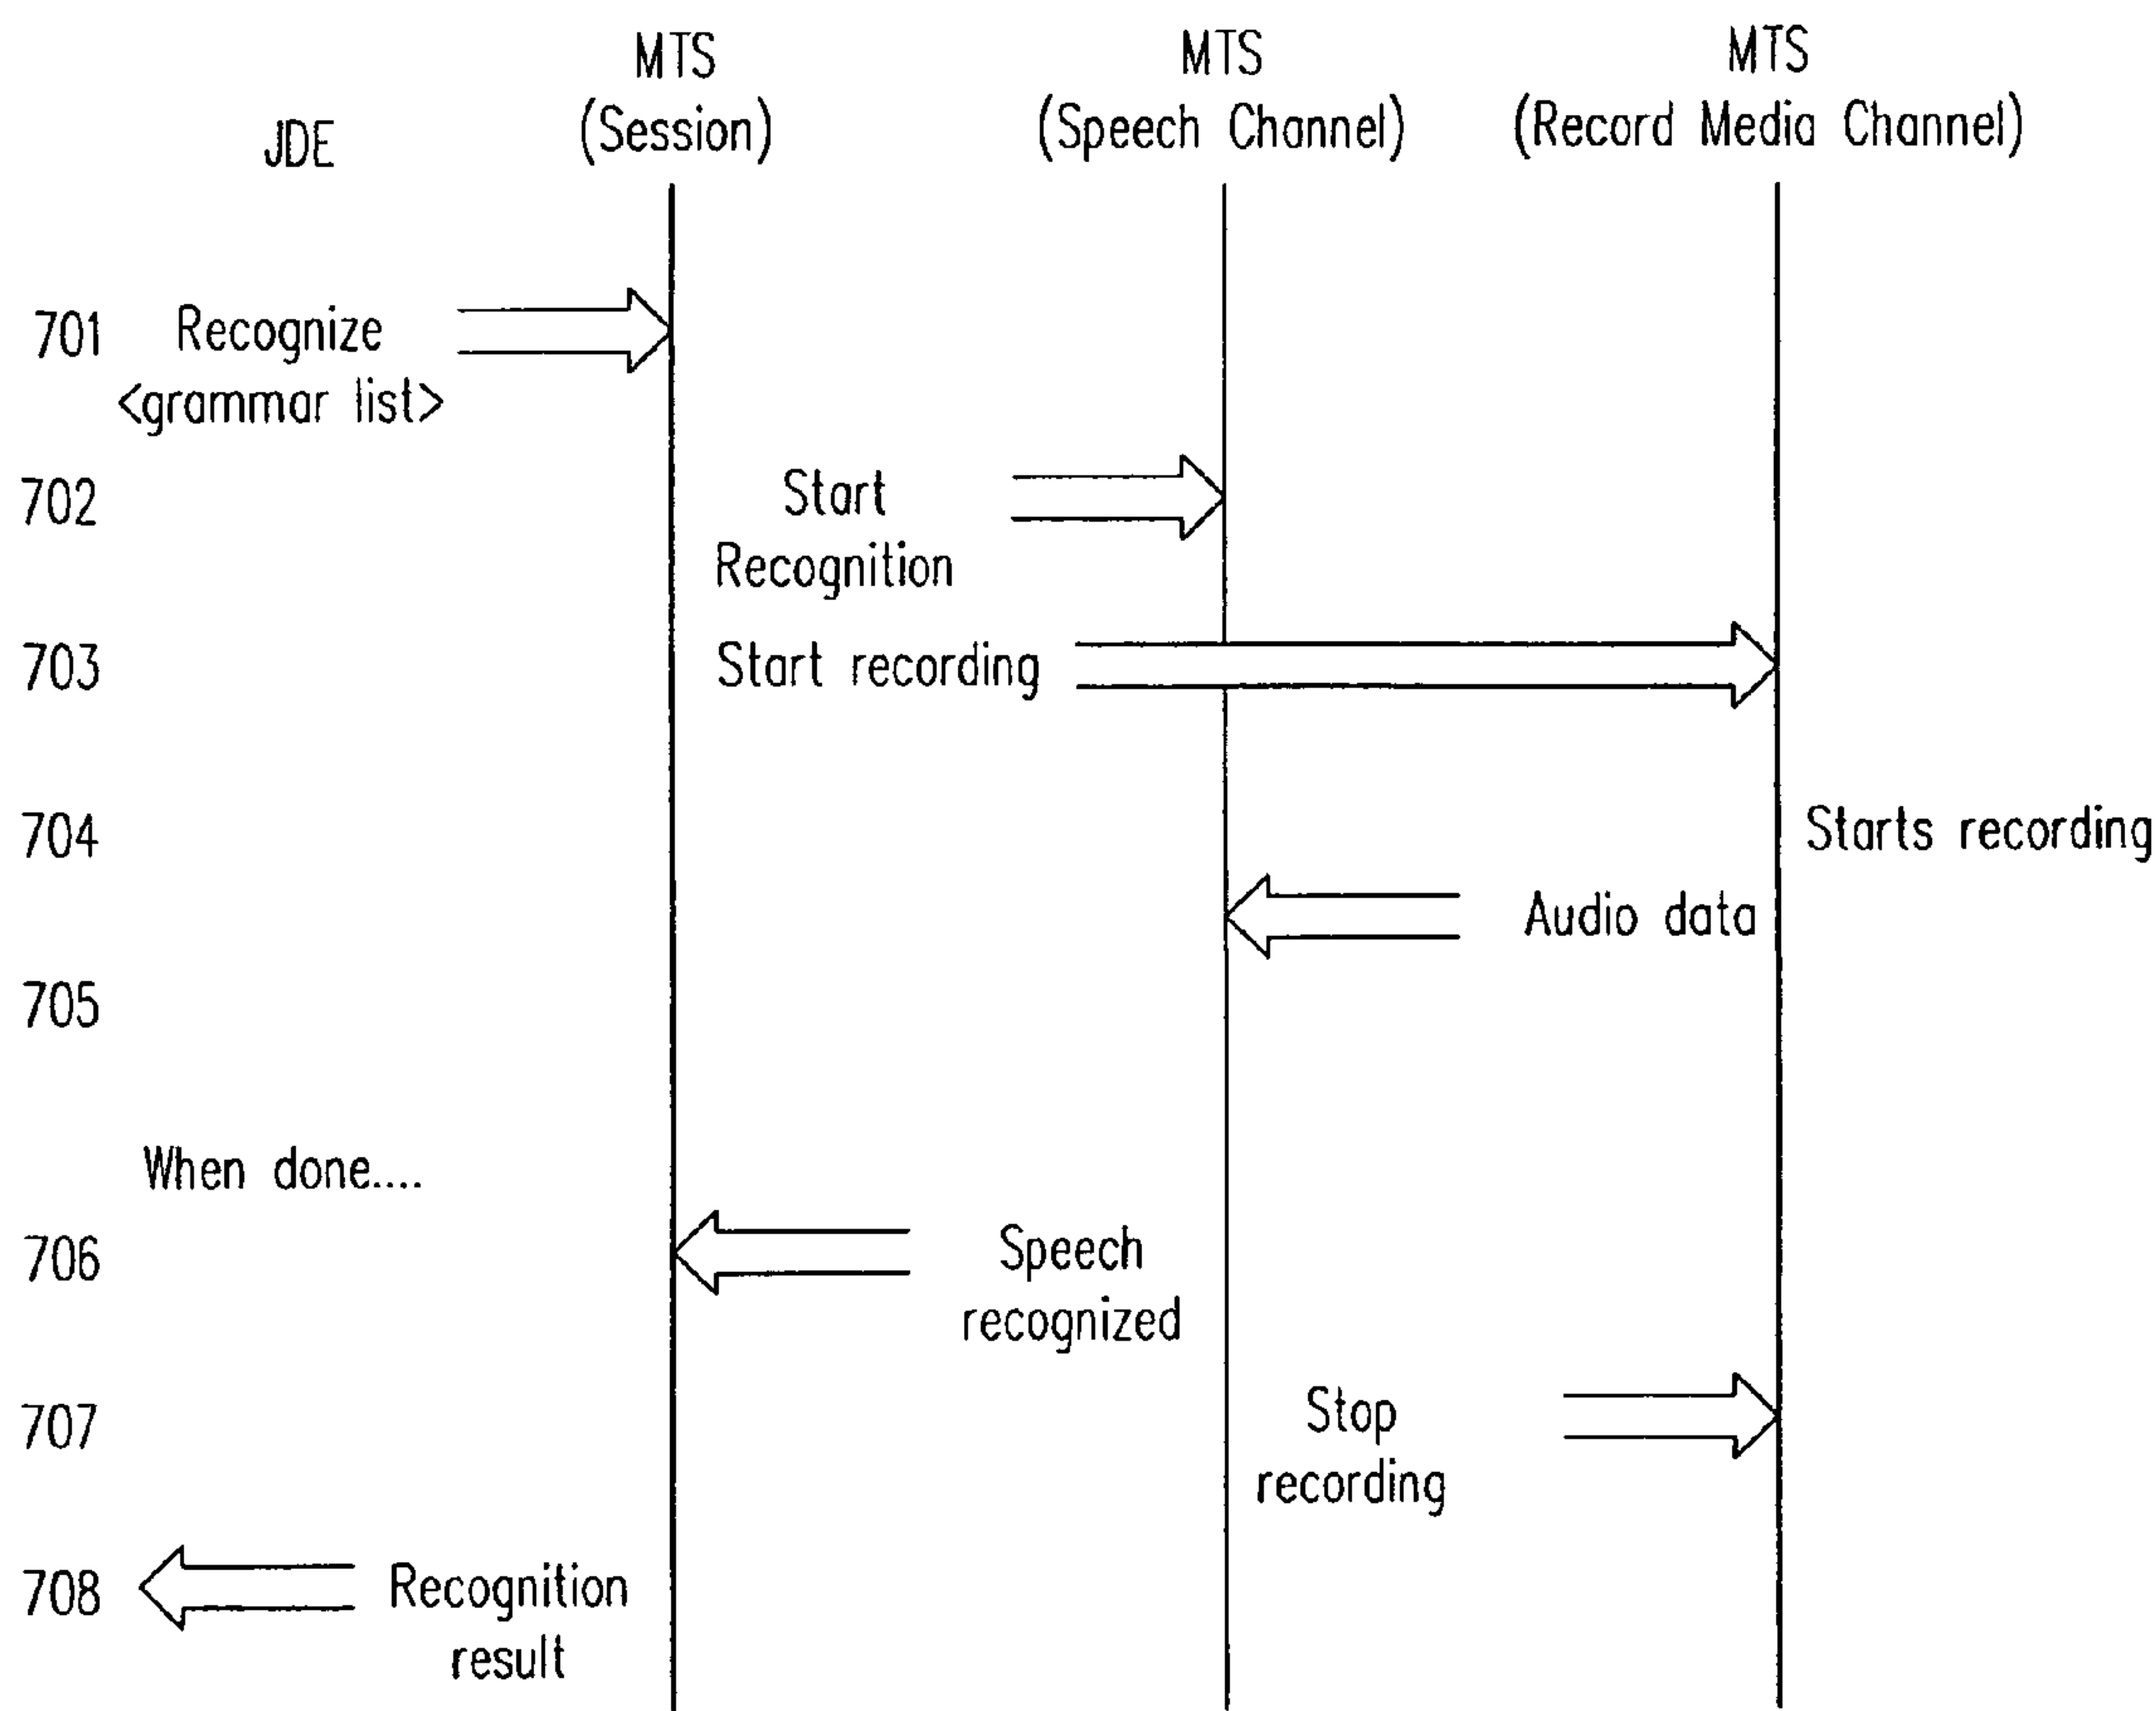 JDE
MTS
(Session)
MTS
(Speech Channel)
MTS
(Record Media Channel)
701 Recognize
<grammar list>
702 Start
Recognition
703 Start recording
704 Starts recording
Audio data
705
When done....
706 Speech
recognized
707 Stop
recording
708 Recognition
result